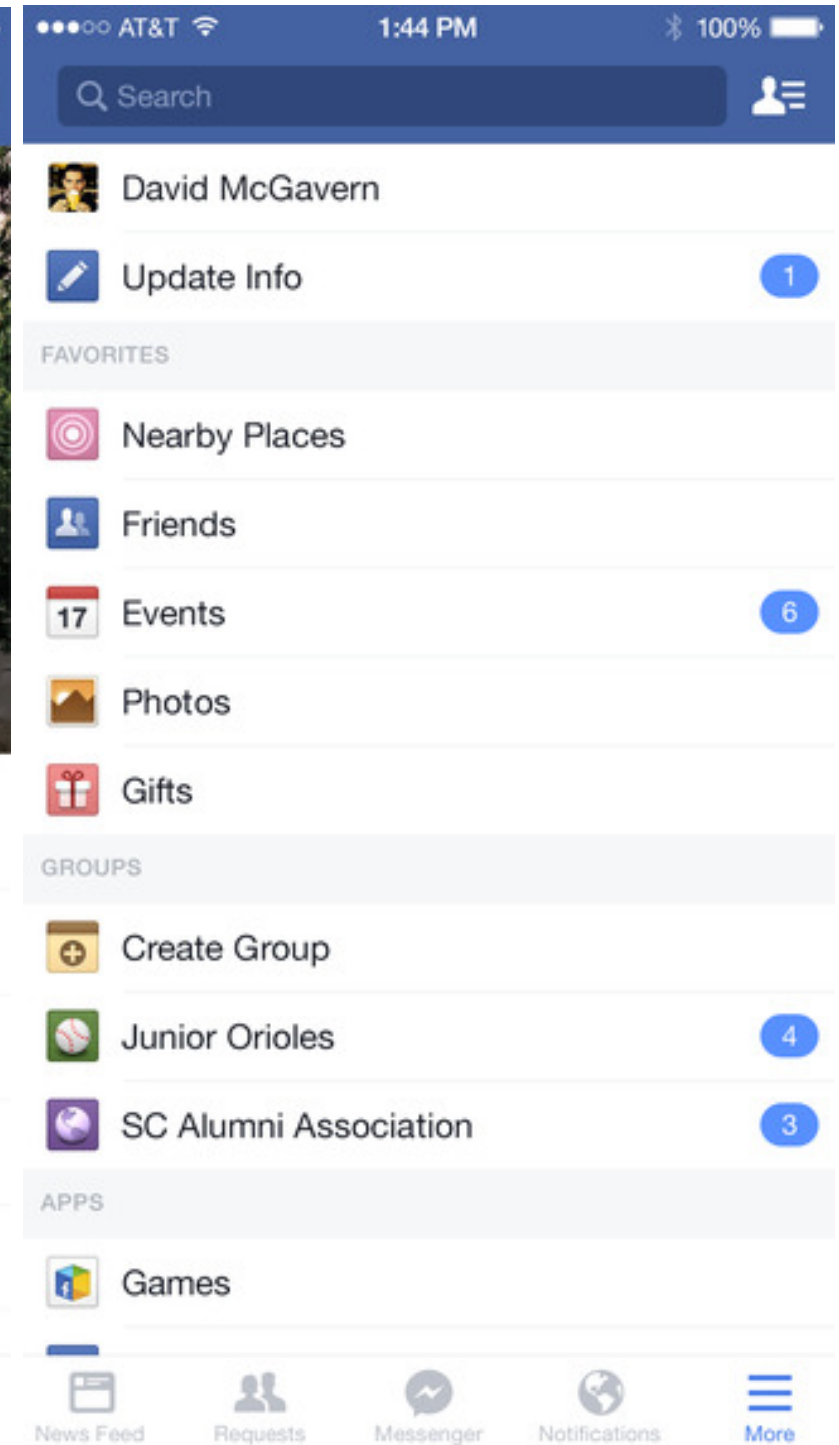 AT&T 1:44 PM 100%
Search
David McGavern
Update Info 1
FAVORITES
Nearby Places
Friends
17 Events 6
Photos
Gifts
GROUPS
Create Group
Junior Orioles 4
SC Alumni Association 3
APPS
Games
News Feed Requests Messenger Notifications More